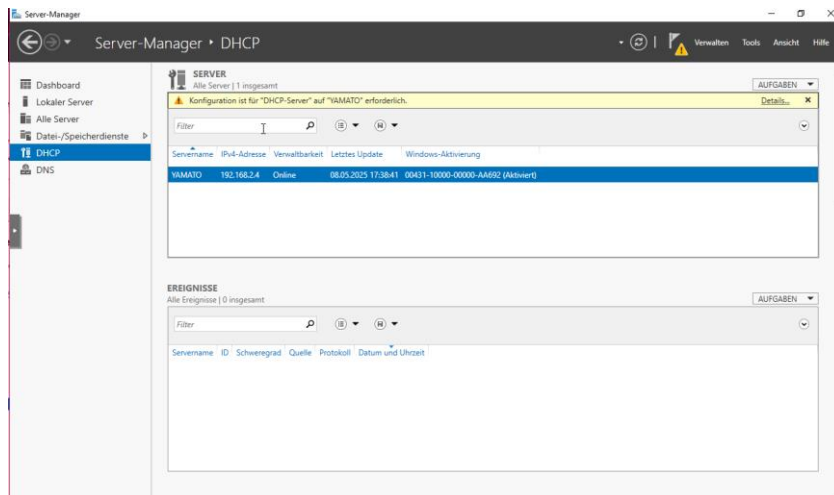 Server-Manager
Server-Manager • DHCP
Verwalten Tools Ansicht Hilfe
Dashboard
Lokaler Server
Alle Server
Datei-/Speicherdienste
DHCP
DNS
SERVER
Alle Server | 1 insgesamt
AUFGABEN
Konfiguration ist für "DHCP-Server" auf "YAMATO" erforderlich.
Details...
Filter
Servername IPv4-Adresse Verwaltbarkeit Letztes Update Windows-Aktivierung
YAMATO 192.168.2.4 Online 08.05.2025 17:38:41 00431-10000-00000-AA692 (Aktiviert)
EREIGNISSE
Alle Ereignisse | 0 insgesamt
AUFGABEN
Filter
Servername ID Schweregrad Quelle Protokoll Datum und Uhrzeit